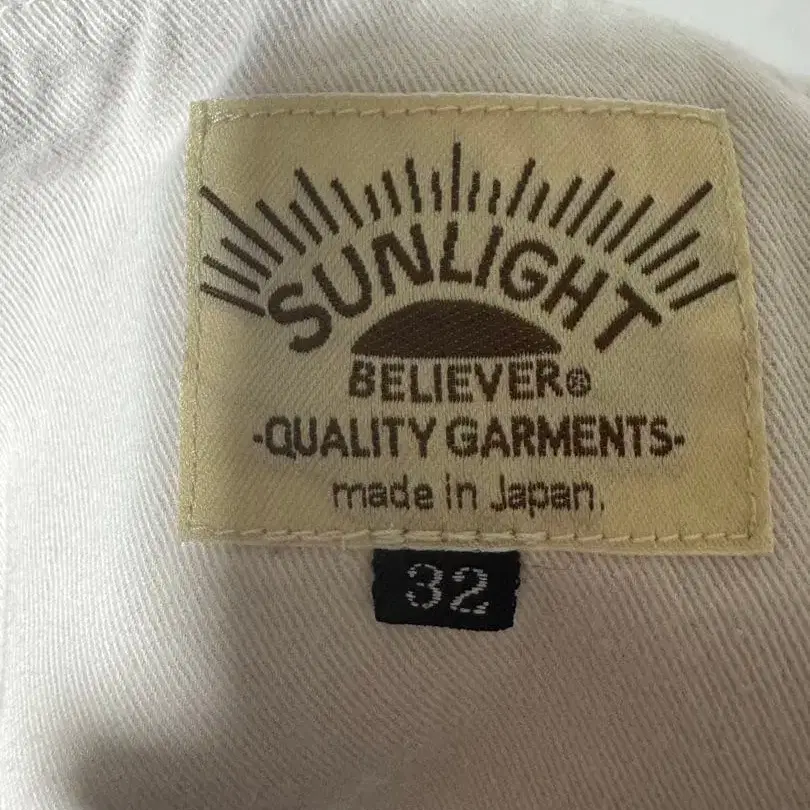 SUNLIGHT
BELIEVER®
-QUALITY GARMENTS-
made in Japan.
32